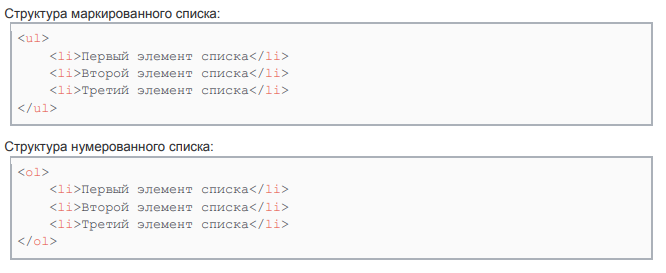 Структура маркированного списка:
<ul>
    <li>Первый элемент списка</li>
    <li>Второй элемент списка</li>
    <li>Третий элемент списка</li>
</ul>
Структура нумерованного списка:
<ol>
    <li>Первый элемент списка</li>
    <li>Второй элемент списка</li>
    <li>Третий элемент списка</li>
</ol>